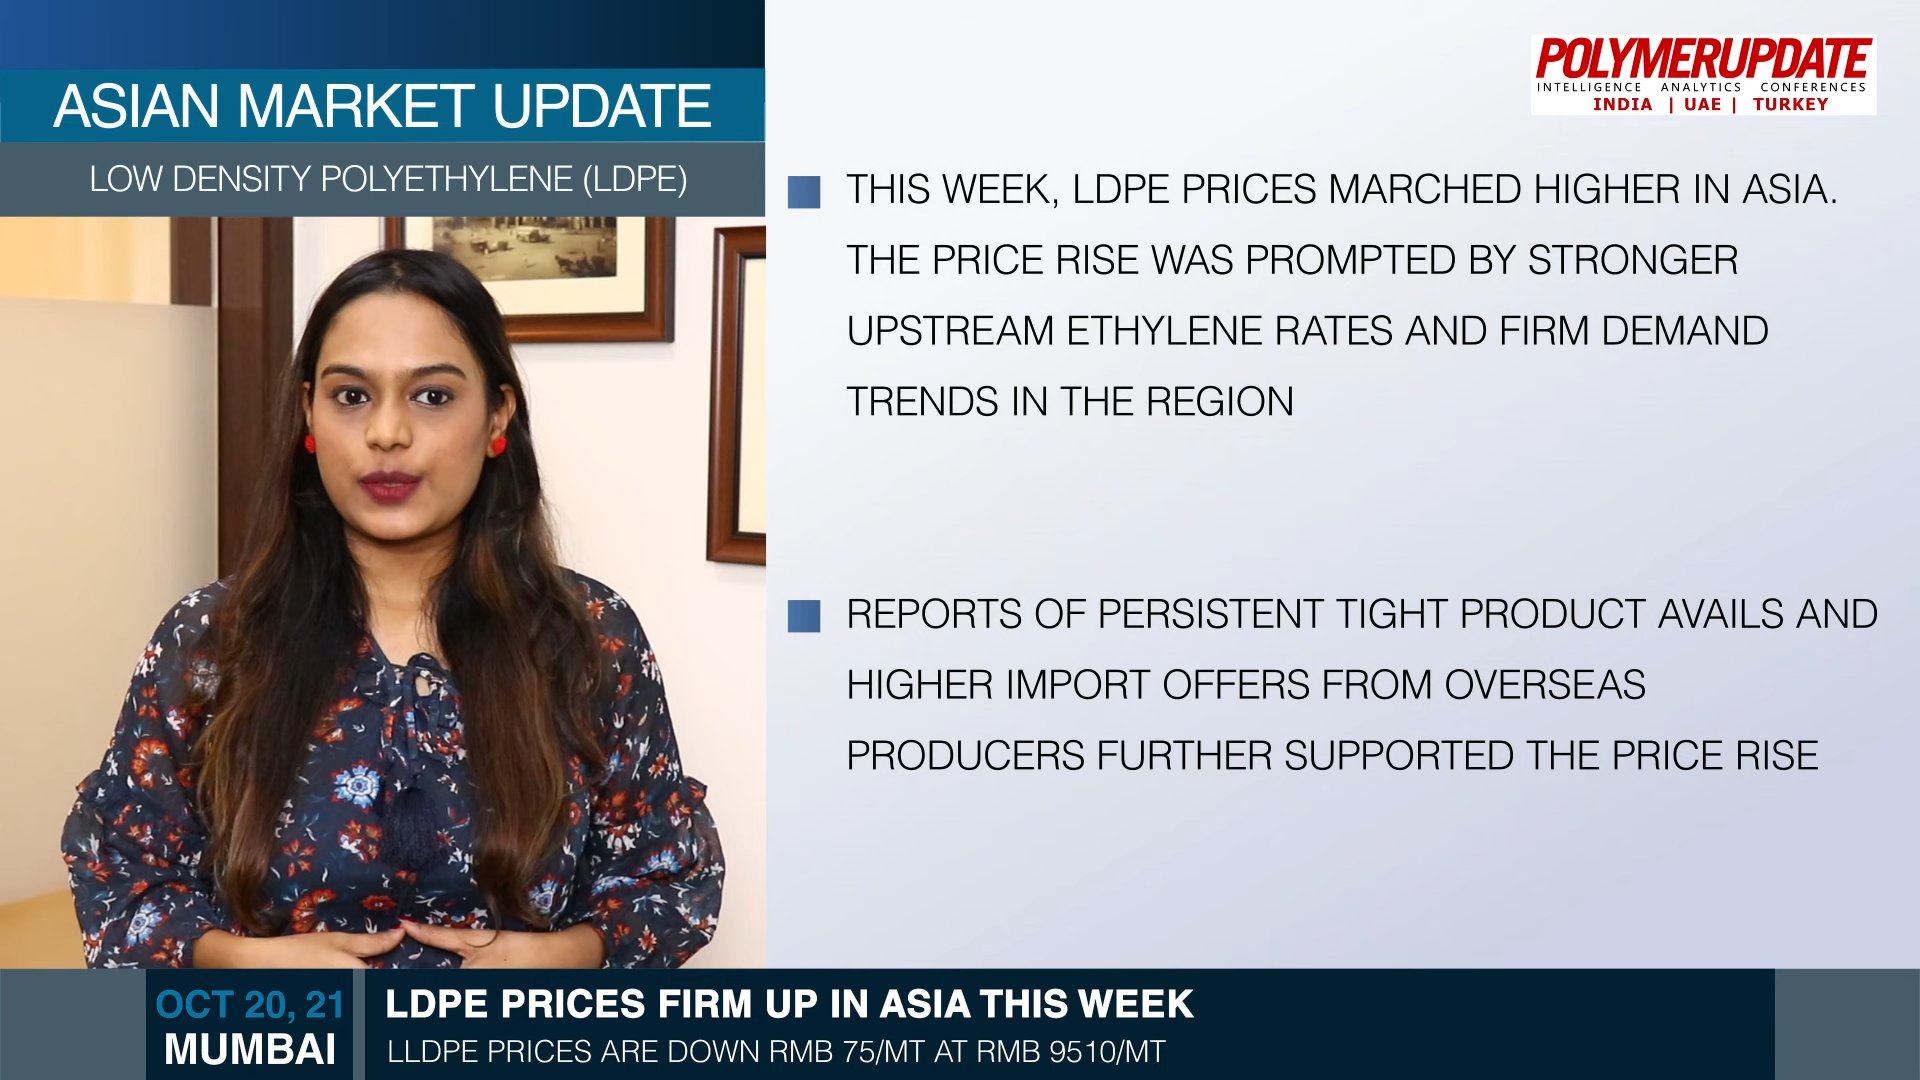 ASIAN MARKET UPDATE
LOW DENSITY POLYETHYLENE (LDPE)
POLYMERUPDATE
INTELLIGENCE ANALYTICS CONFERENCES
INDIA | UAE | TURKEY
THIS WEEK, LDPE PRICES MARCHED HIGHER IN ASIA.
THE PRICE RISE WAS PROMPTED BY STRONGER
UPSTREAM ETHYLENE RATES AND FIRM DEMAND
TRENDS IN THE REGION
REPORTS OF PERSISTENT TIGHT PRODUCT AVAILS AND
HIGHER IMPORT OFFERS FROM OVERSEAS
PRODUCERS FURTHER SUPPORTED THE PRICE RISE
OCT 20, 21
MUMBAI
LDPE PRICES FIRM UP IN ASIA THIS WEEK
LLDPE PRICES ARE DOWN RMB 75/MT AT RMB 9510/MT